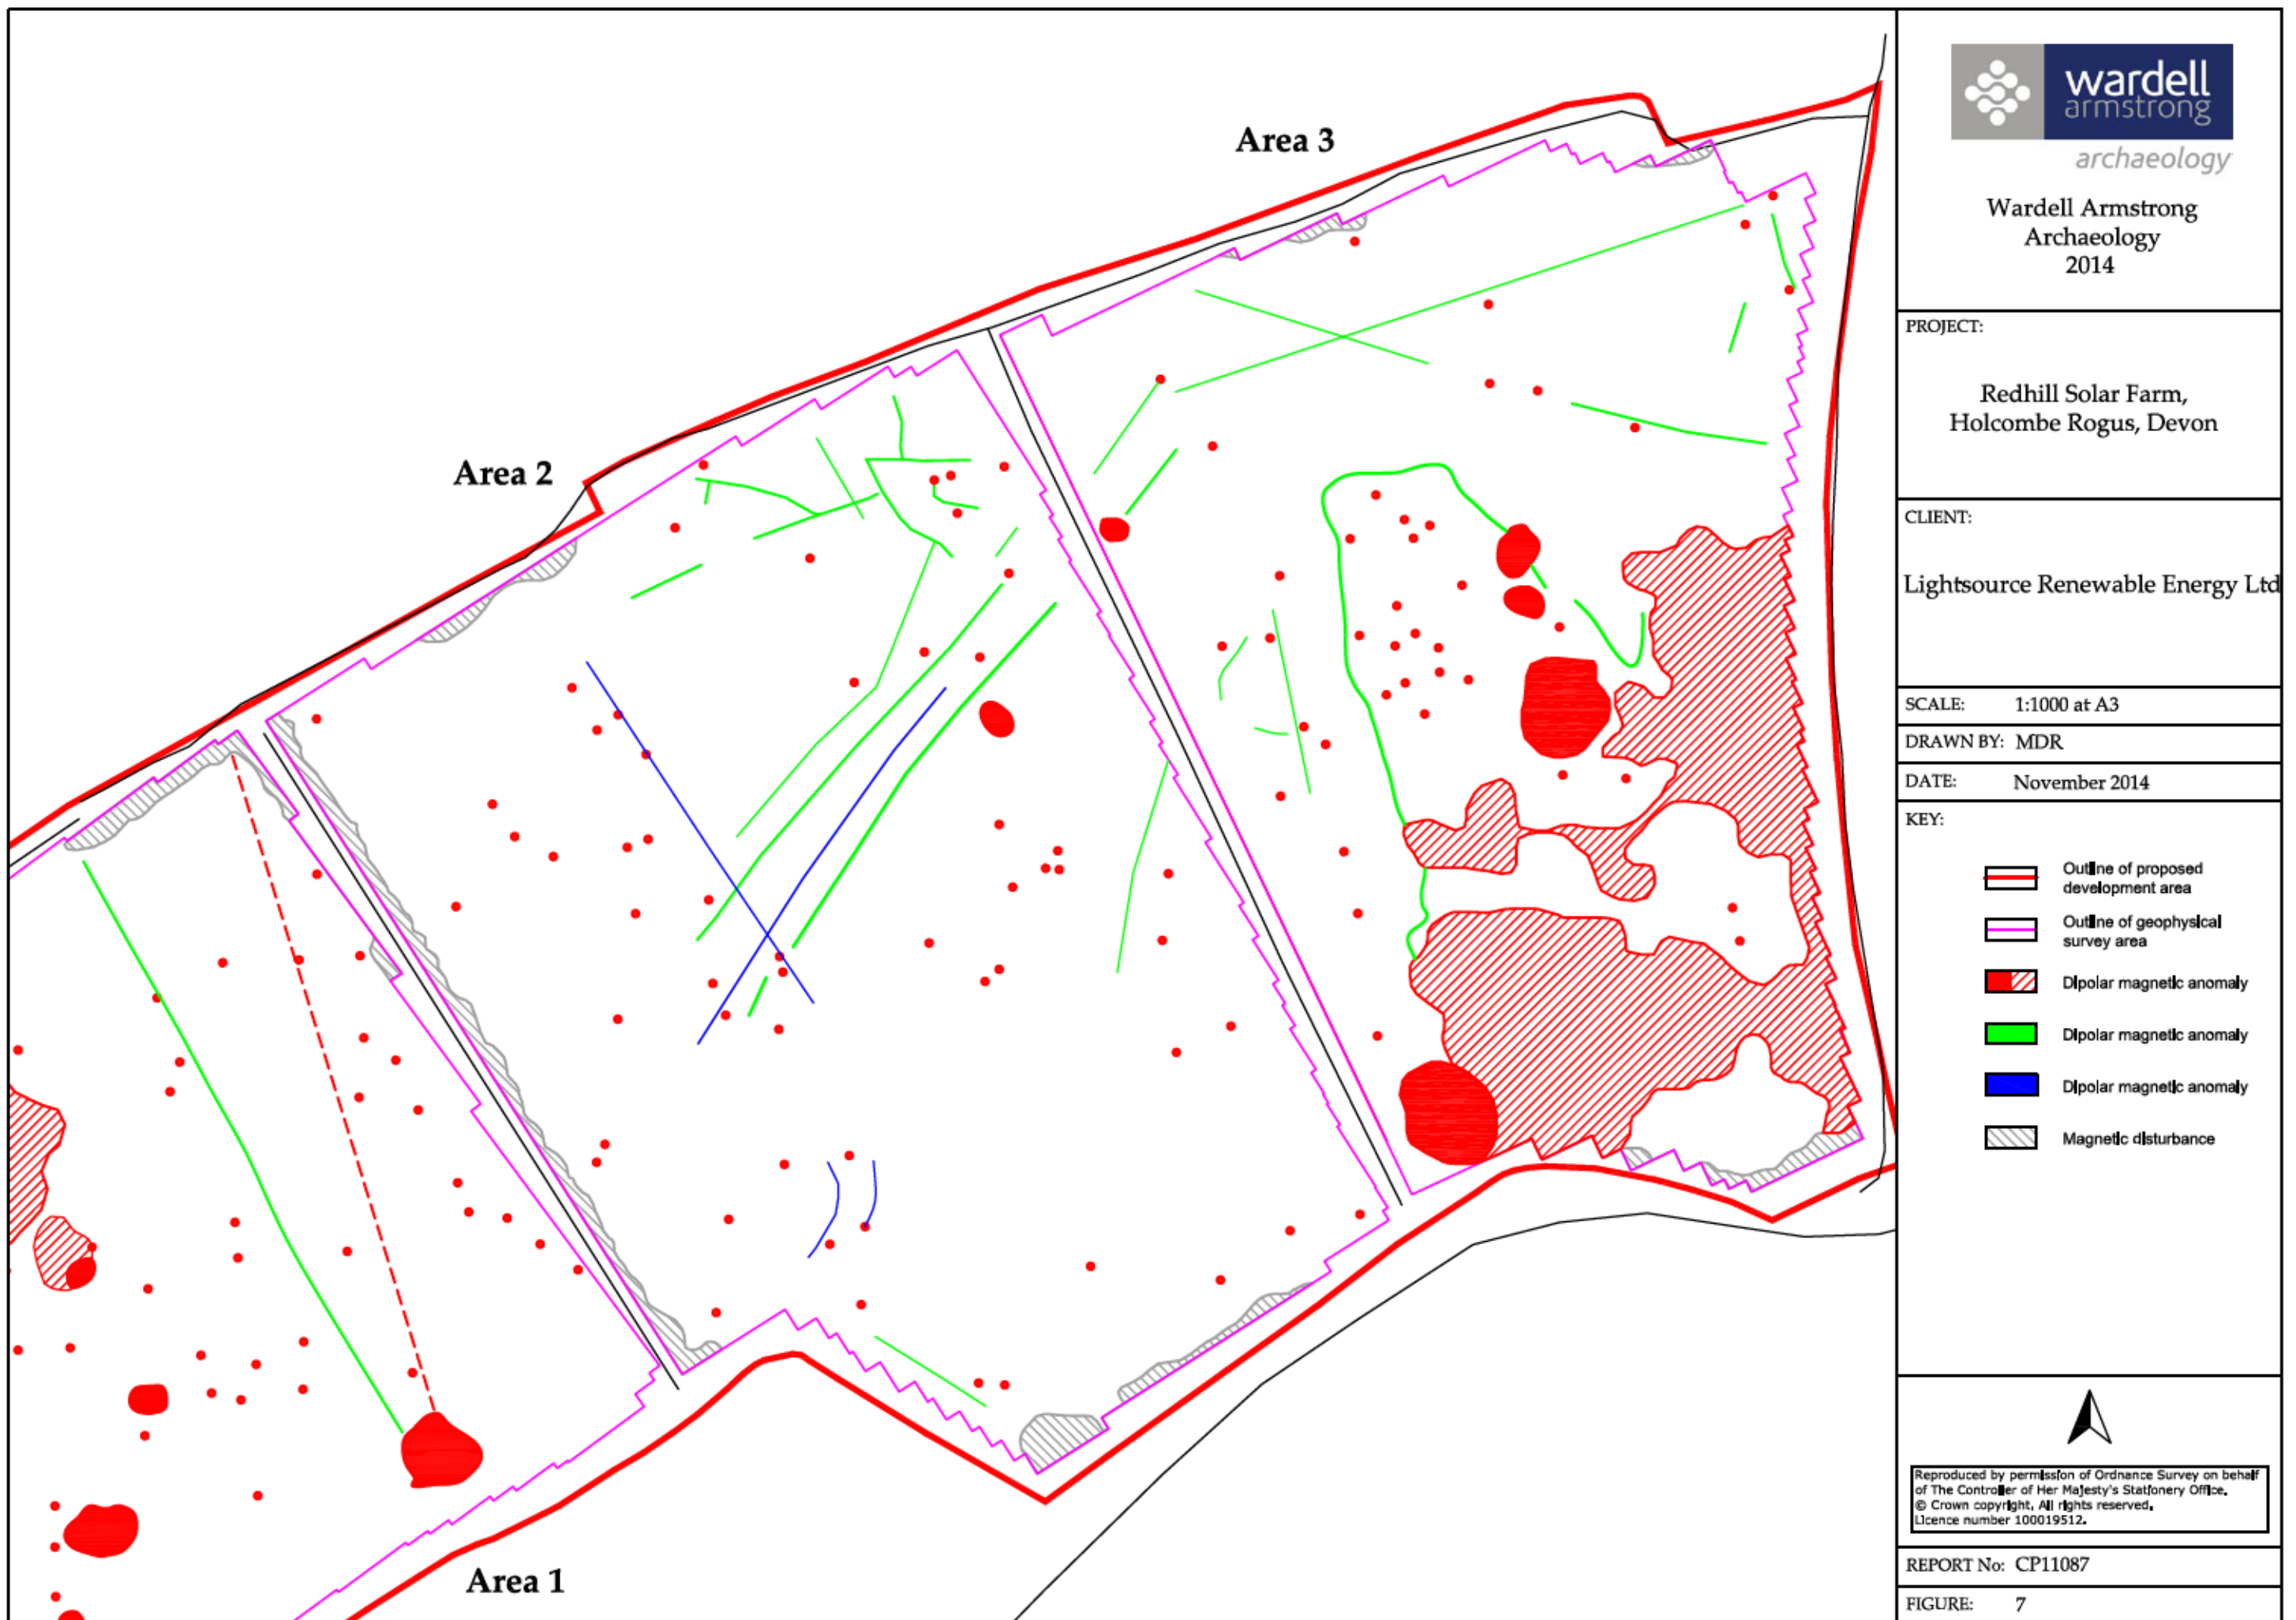 Area 3
Area 2
Area 1
wardell
armstrong
archaeology
Wardell Armstrong
Archaeology
2014
PROJECT:
Redhill Solar Farm,
Holcombe Rogus, Devon
CLIENT:
Lightsource Renewable Energy Ltd
SCALE: 1:1000 at A3
DRAWN BY: MDR
DATE: November 2014
KEY:
Outline of proposed
development area
Outline of geophysical
survey area
Dipolar magnetic anomaly
Dipolar magnetic anomaly
Dipolar magnetic anomaly
Magnetic disturbance
Reproduced by permission of Ordnance Survey on behalf
of The Controller of Her Majesty's Stationery Office.
© Crown copyright. All rights reserved.
Licence number 100019512.
REPORT No: CP11087
FIGURE: 7